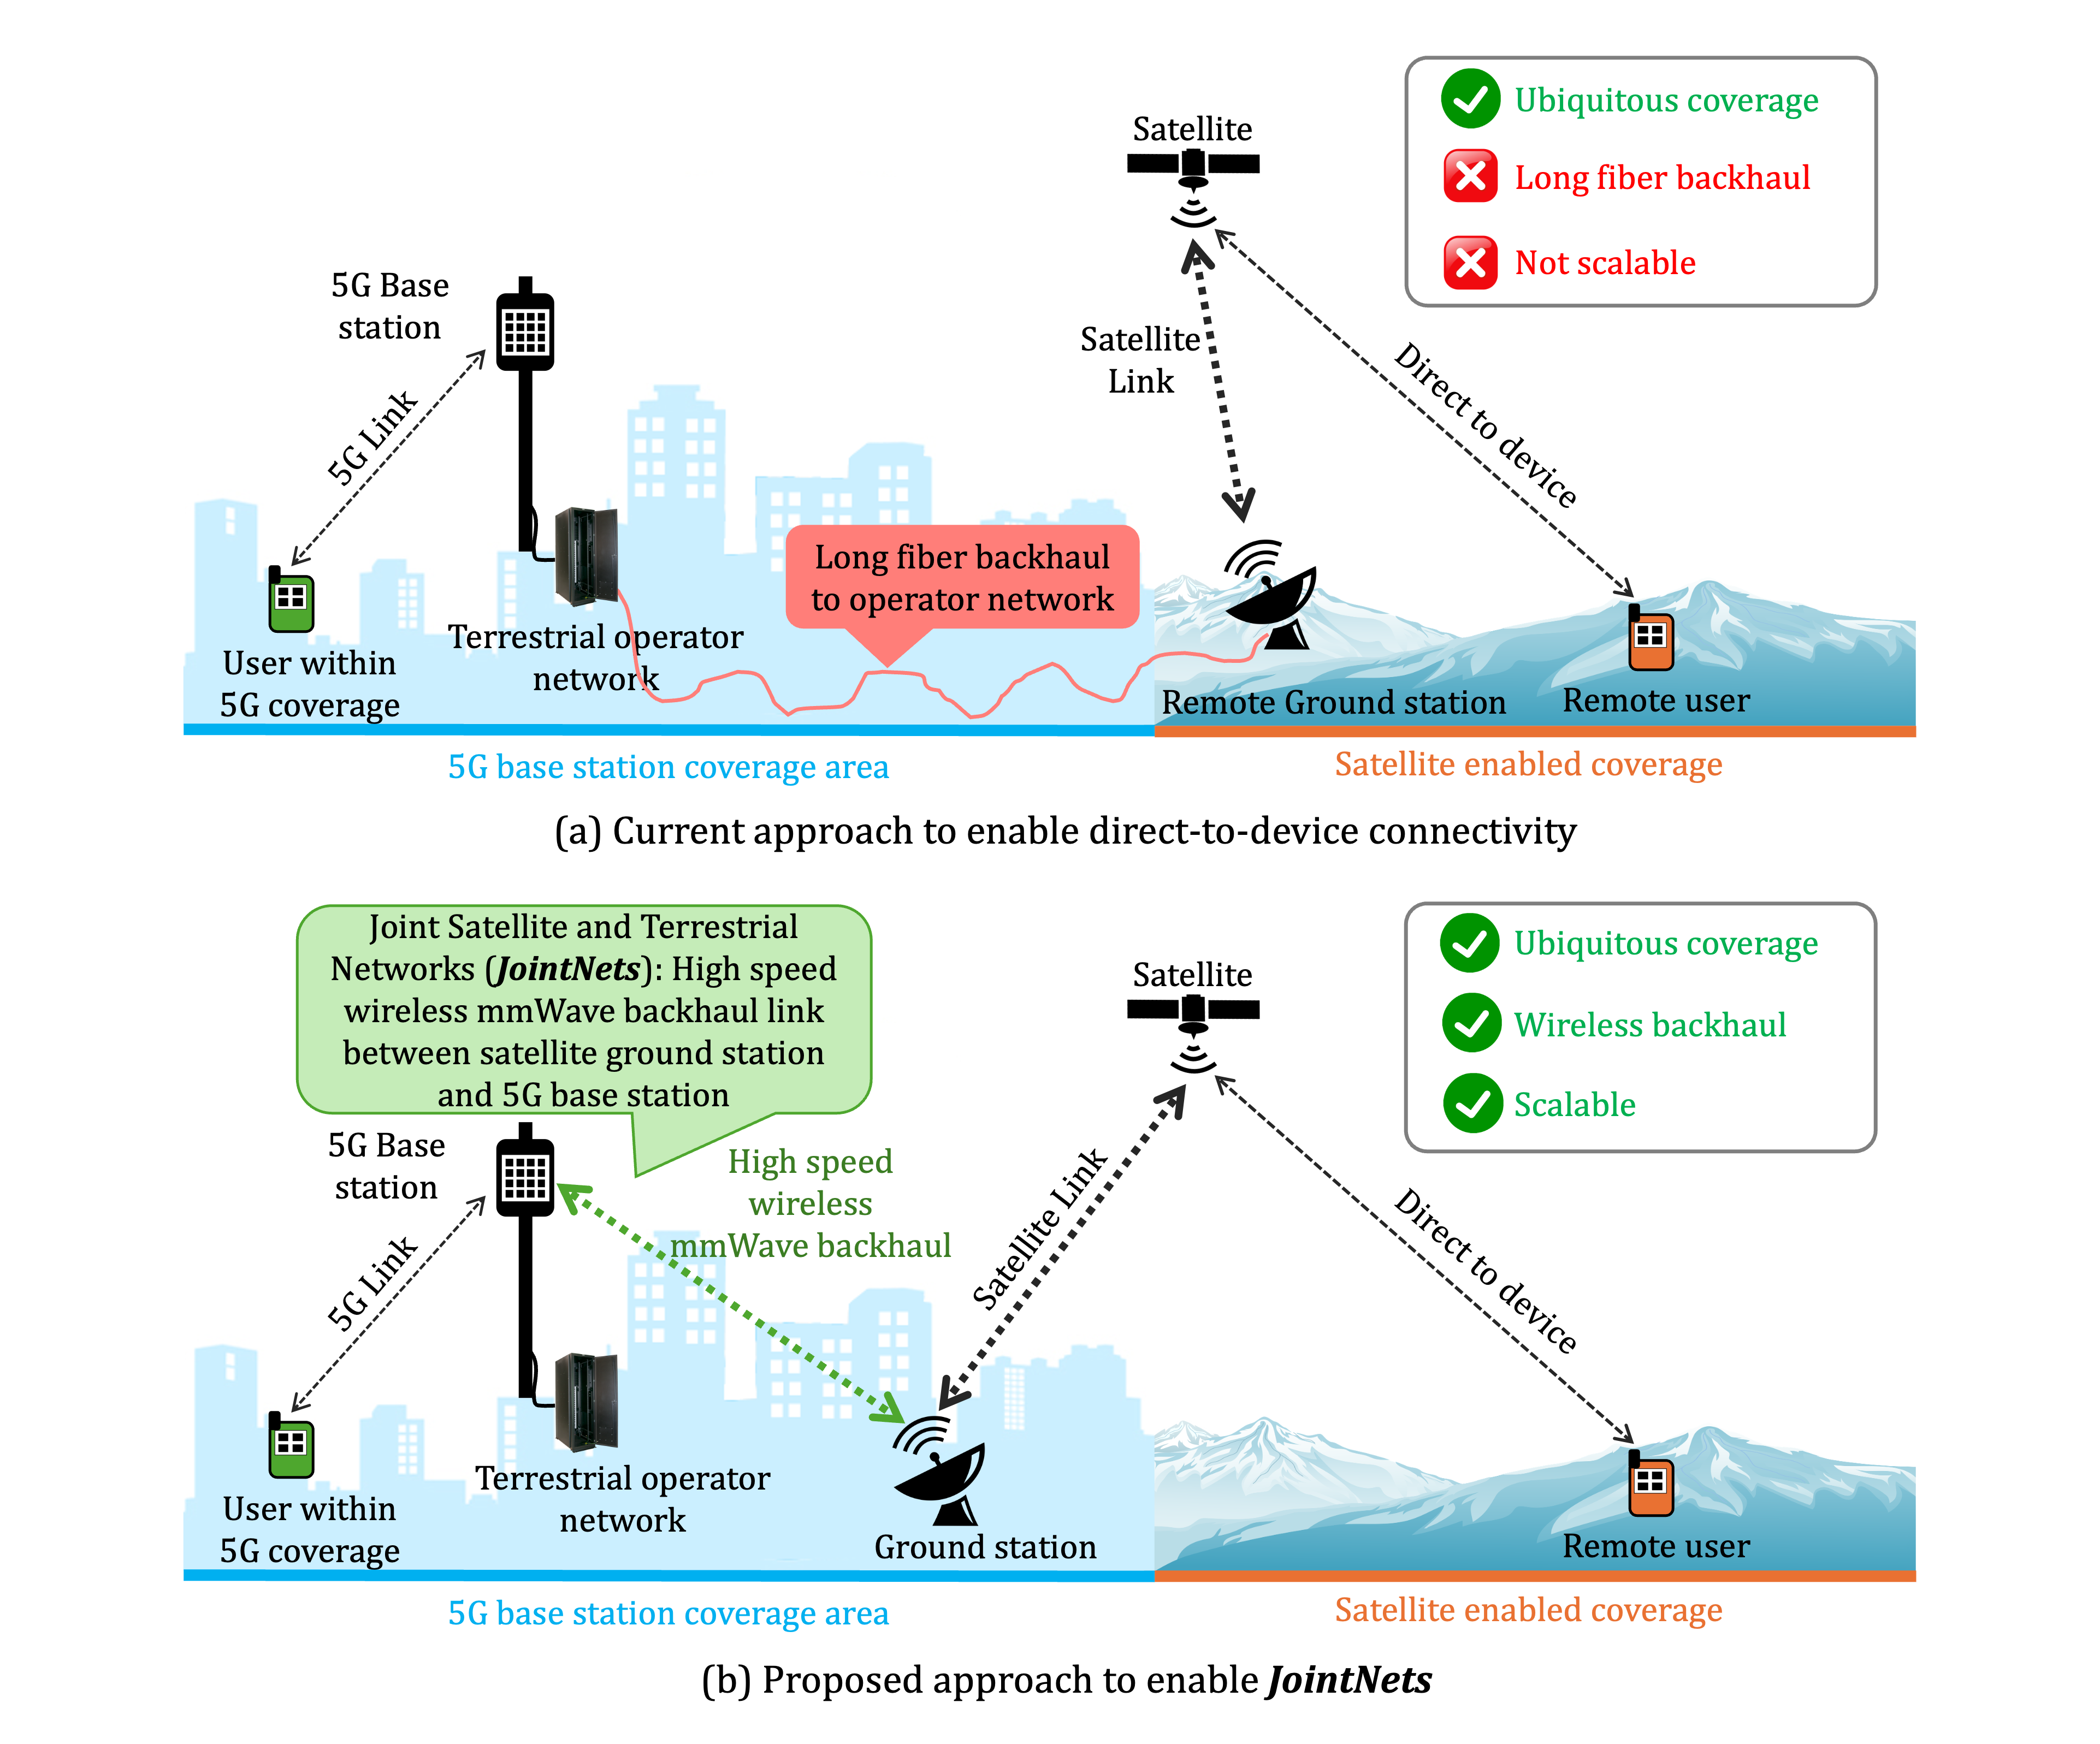 Ubiquitous coverage
Long fiber backhaul
Not scalable
Satellite
5G Base
station
5G Link
Satellite
Link
Direct to device
Long fiber backhaul
to operator network
User within
5G coverage
Terrestrial operator
network
Remote Ground station
Remote user
5G base station coverage area
Satellite enabled coverage
(a) Current approach to enable direct-to-device connectivity
Joint Satellite and Terrestrial
Networks (JointNets): High speed
wireless mmWave backhaul link
between satellite ground station
and 5G base station
Satellite
Ubiquitous coverage
Wireless backhaul
Scalable
5G Base
station
High speed
wireless
mmWave backhaul
5G Link
Satellite Link
Direct to device
User within
5G coverage
Terrestrial operator
network
Ground station
Remote user
5G base station coverage area
Satellite enabled coverage
(b) Proposed approach to enable JointNets